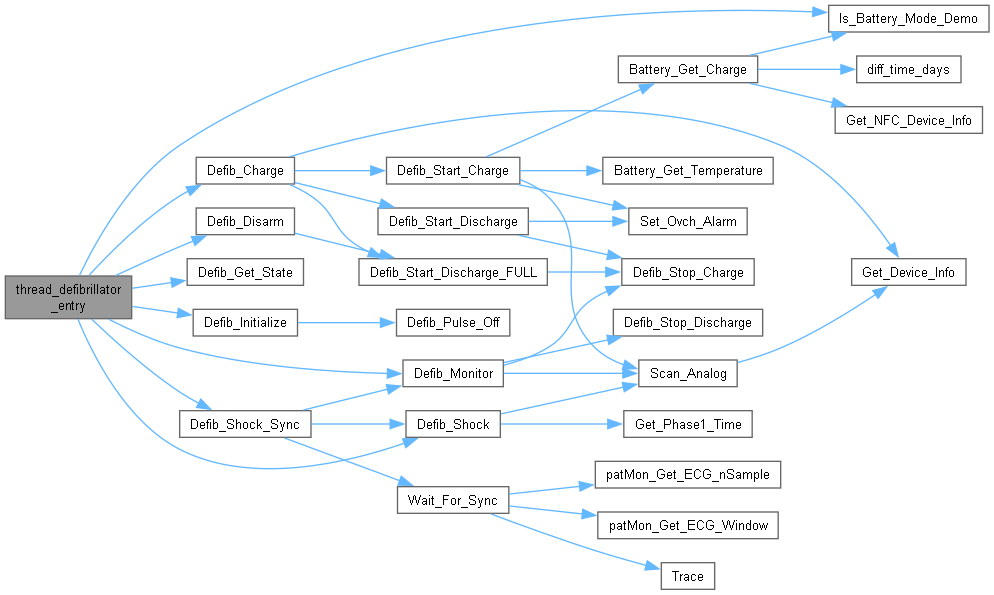 Is_Battery_Mode_Demo
Battery_Get_Charge
diff_time_days
Get_NFC_Device_Info
Defib_Charge
Defib_Start_Charge
Battery_Get_Temperature
Defib_Disarm
Defib_Start_Discharge
Set_Ovch_Alarm
thread_defibrillator
_entry
Defib_Get_State
Defib_Start_Discharge_FULL
Defib_Stop_Charge
Get_Device_Info
Defib_Initialize
Defib_Pulse_Off
Defib_Stop_Discharge
Defib_Monitor
Scan_Analog
Defib_Shock_Sync
Defib_Shock
Get_Phase1_Time
Wait_For_Sync
patMon_Get_ECG_nSample
patMon_Get_ECG_Window
Trace